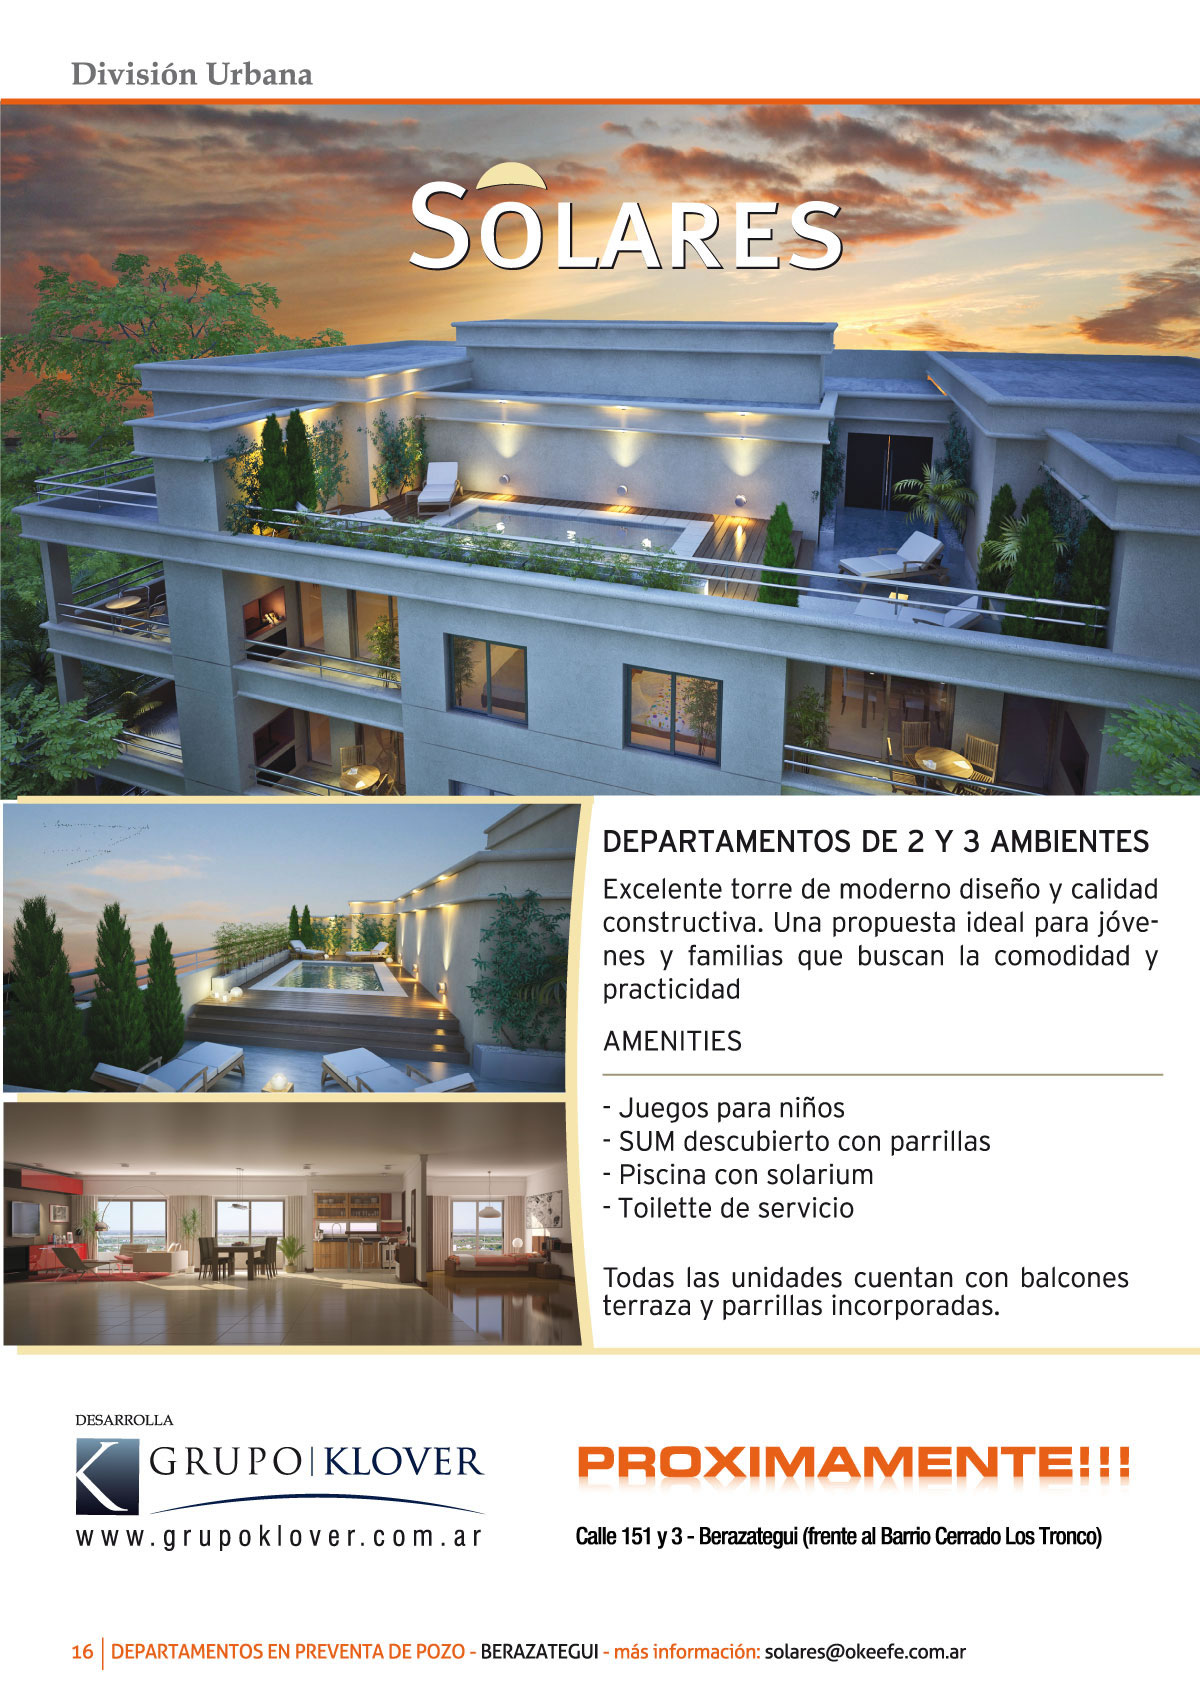 División Urbana
SOLARES
DEPARTAMENTOS DE 2 Y 3 AMBIENTES
Excelente torre de moderno diseño y calidad
constructiva. Una propuesta ideal para jóve-
nes y familias que buscan la comodidad y
practicidad
AMENITIES
- Juegos para niños
- SUM descubierto con parrillas
- Piscina con solarium
- Toilette de servicio
Todas las unidades cuentan con balcones
terraza y parrillas incorporadas.
DESARROLLA
K GRUPO|KLOVER
www.grupoklover.com.ar
PROXIMAMENTE!!!
Calle 151 y 3 - Berazategui (frente al Barrio Cerrado Los Tronco)
16 | DEPARTAMENTOS EN PREVENTA DE POZO - BERAZATEGUI - más información: solares@okeefe.com.ar